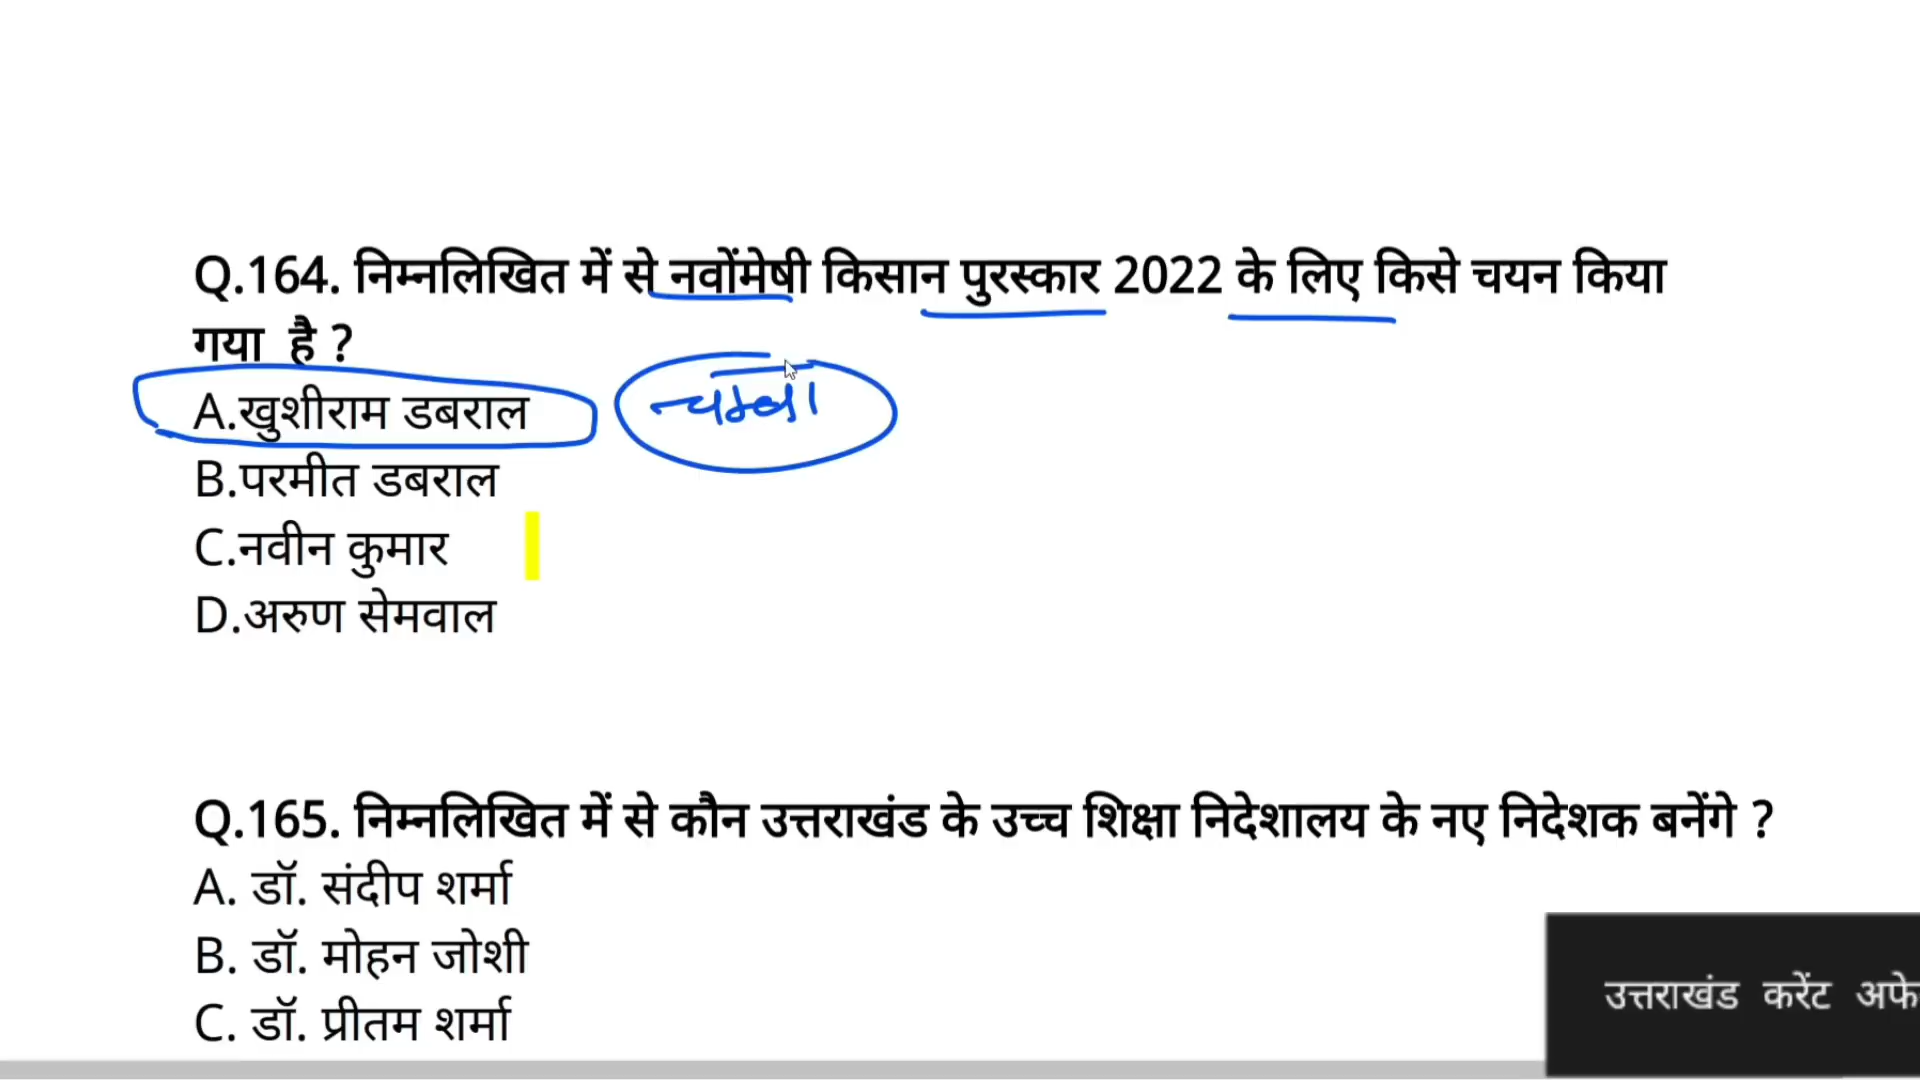 Q.164. निम्नलिखित में से नवोंमेषी किसान पुरस्कार 2022 के लिए किसे चयन किया
गया है ?
A.खुशीराम डबराल
B.परमीत डबराल
C.नवीन कुमार
D.अरुण सेमवाल
Q.165. निम्नलिखित में से कौन उत्तराखंड के उच्च शिक्षा निदेशालय के नए निदेशक बनेंगे ?
A. डॉ. संदीप शर्मा
B. डॉ. मोहन जोशी
C. डॉ. प्रीतम शर्मा
उत्तराखंड करेंट अफे